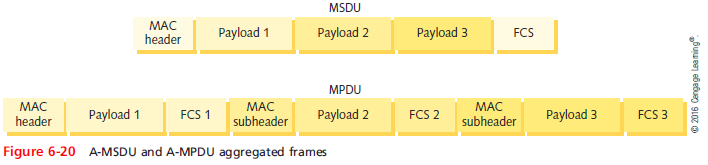 MSDU
MAC header Payload 1 Payload 2 Payload 3 FCS
MPDU
MAC header Payload 1 FCS 1 MAC subheader Payload 2 FCS 2 MAC subheader Payload 3 FCS 3
© 2016 Cengage Learning®.
Figure 6-20 A-MSDU and A-MPDU aggregated frames